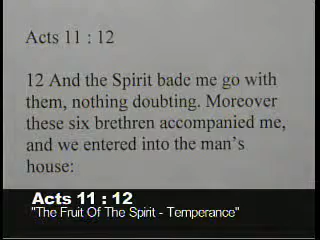 Acts 11 : 12
12 And the Spirit bade me go with
them, nothing doubting. Moreover
these six brethren accompanied me,
and we entered into the man's
house:
Acts 11 : 12
"The Fruit Of The Spirit - Temperance"